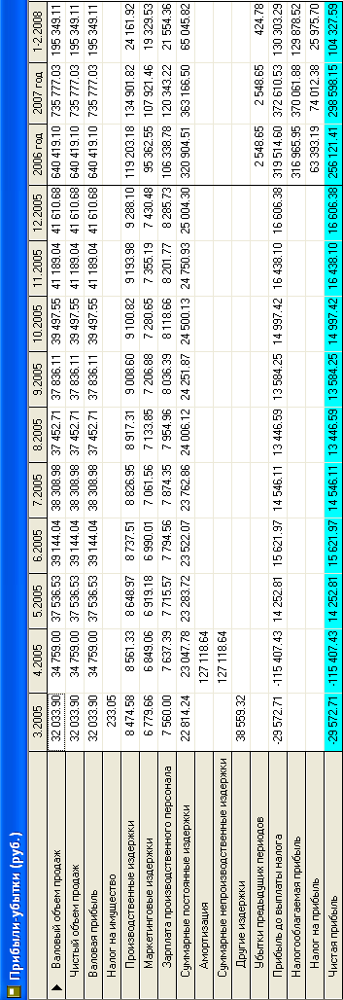 Прибыли-убытки (руб.)
3.2005 4.2005 5.2005 6.2005 7.2005 8.2005 9.2005 10.2005 11.2005 12.2005 2006 год 2007 год 1-2.2008
Валовый объем продаж 32 033.90 34 759.00 37 536.53 39 144.04 38 308.98 37 452.71 37 836.11 39 497.55 41 189.04 41 610.68 640 419.10 735 777.03 195 349.11
Чистый объем продаж 32 033.90 34 759.00 37 536.53 39 144.04 38 308.98 37 452.71 37 836.11 39 497.55 41 189.04 41 610.68 640 419.10 735 777.03 195 349.11
Валовая прибыль 32 033.90 34 759.00 37 536.53 39 144.04 38 308.98 37 452.71 37 836.11 39 497.55 41 189.04 41 610.68 640 419.10 735 777.03 195 349.11
Налог на имущество 233.05
Производственные издержки 8 474.58 8 561.33 8 648.97 8 737.51 8 826.95 8 917.31 9 008.60 9 100.82 9 193.98 9 288.10 119 203.18 134 901.82 24 161.92
Маркетинговые издержки 6 779.66 6 849.06 6 919.18 6 990.01 7 061.56 7 133.85 7 206.88 7 280.65 7 355.19 7 430.48 95 362.55 107 921.46 19 329.53
Зарплата производственного персонала 7 560.00 7 637.39 7 715.57 7 794.56 7 874.35 7 954.96 8 036.39 8 118.66 8 201.77 8 285.73 106 338.78 120 343.22 21 554.36
Суммарные постоянные издержки 22 814.24 23 047.78 23 283.72 23 522.07 23 762.86 24 006.12 24 251.87 24 500.13 24 750.93 25 004.30 320 904.51 363 166.50 65 045.82
Амортизация 127 118.64
Суммарные непроизводственные издержки 127 118.64
Другие издержки 38 559.32
Убытки предыдущих периодов 2 548.65 2 548.65 424.78
Прибыль до выплаты налога -29 572.71 -115 407.43 14 252.81 15 621.97 14 546.11 13 446.59 13 584.25 14 997.42 16 438.10 16 606.38 319 514.60 372 610.53 130 303.29
Налогооблагаемая прибыль 316 965.95 370 061.88 129 878.52
Налог на прибыль 63 393.19 74 012.38 25 975.70
Чистая прибыль -29 572.71 -115 407.43 14 252.81 15 621.97 14 546.11 13 446.59 13 584.25 14 997.42 16 438.10 16 606.38 256 121.41 298 598.15 104 327.59